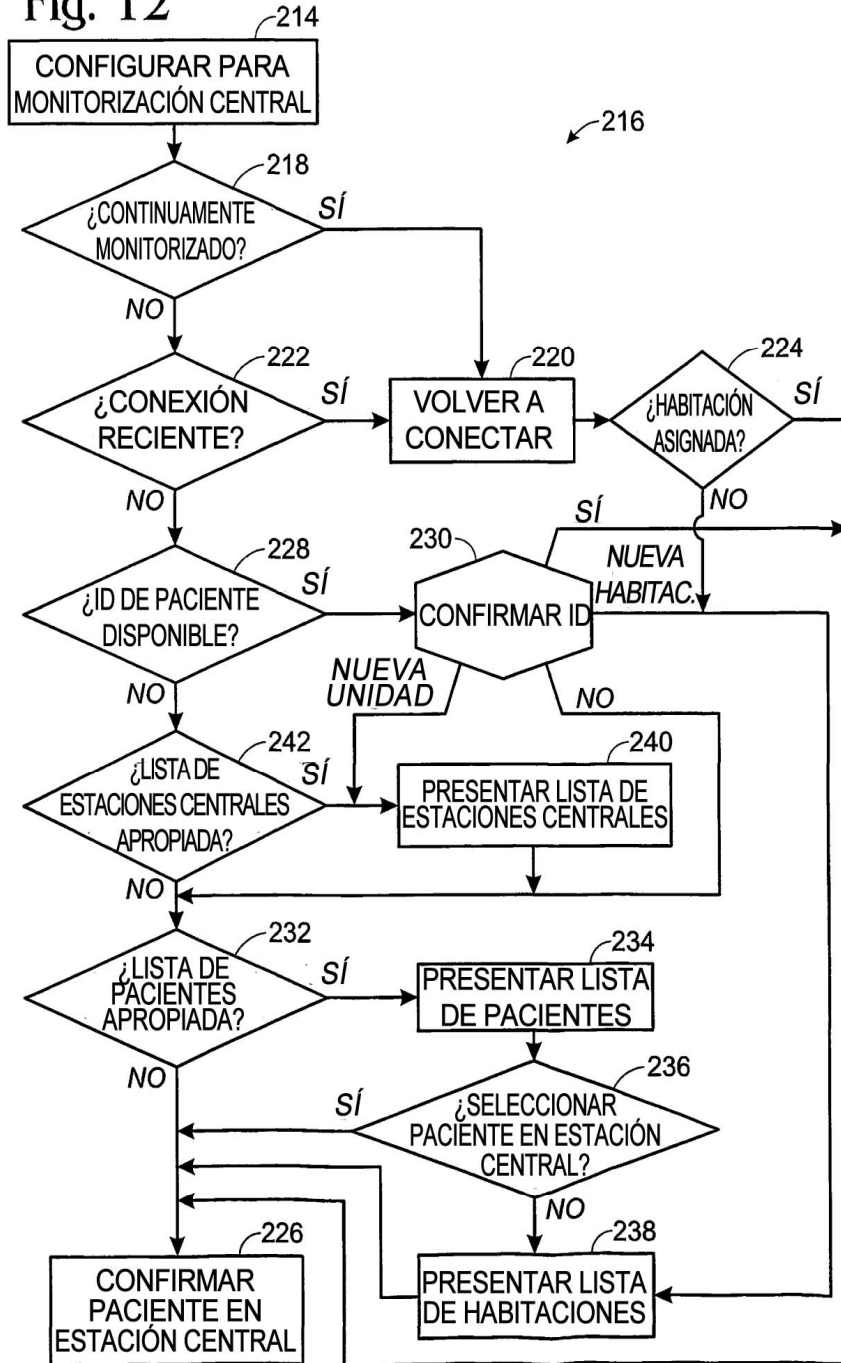 Fig. 12
214
CONFIGURAR PARA
MONITORIZACIÓN CENTRAL
216
218
¿CONTINUAMENTE
MONITORIZADO?
SÍ
NO
222
¿CONEXIÓN
RECIENTE?
SÍ
220
VOLVER A
CONECTAR
224
¿HABITACIÓN
ASIGNADA?
SÍ
NO
NO
228
¿ID DE PACIENTE
DISPONIBLE?
SÍ
230
CONFIRMAR ID
SÍ
NUEVA
HABITAC.
NUEVA
UNIDAD
NO
NO
242
¿LISTA DE
ESTACIONES CENTRALES
APROPIADA?
SÍ
240
PRESENTAR LISTA DE
ESTACIONES CENTRALES
NO
232
¿LISTA DE
PACIENTES
APROPIADA?
SÍ
234
PRESENTAR LISTA
DE PACIENTES
NO
236
¿SELECCIONAR
PACIENTE EN ESTACIÓN
CENTRAL?
SÍ
NO
226
CONFIRMAR
PACIENTE EN
ESTACIÓN CENTRAL
238
PRESENTAR LISTA
DE HABITACIONES